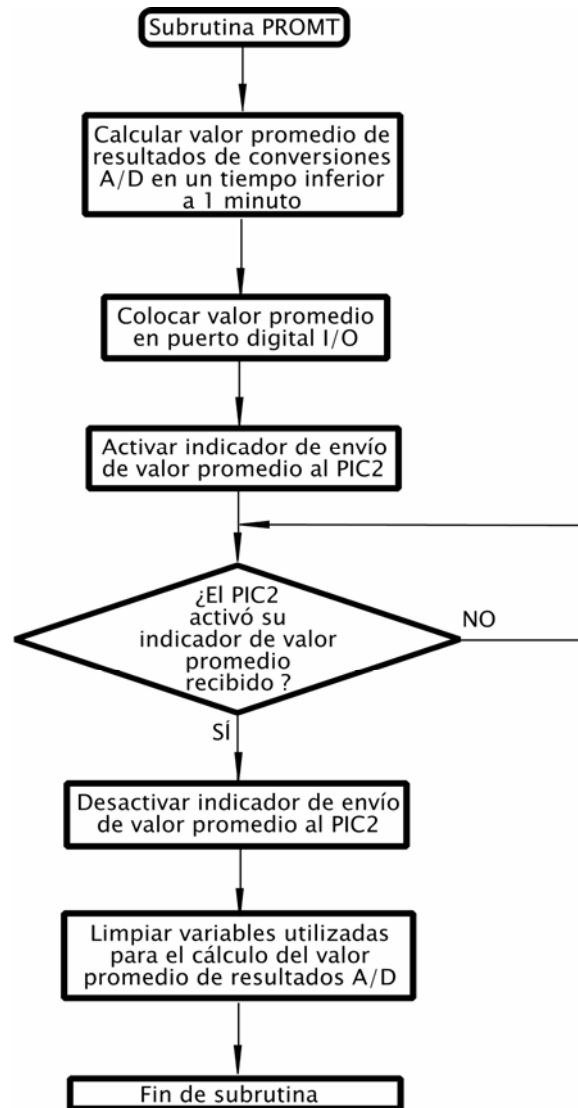 Subrutina PROMT
Calcular valor promedio de
resultados de conversiones
A/D en un tiempo inferior
a 1 minuto
Colocar valor promedio
en puerto digital I/O
Activar indicador de envío
de valor promedio al PIC2
¿El PIC2
activó su
indicador de valor
promedio
recibido ?
NO
SÍ
Desactivar indicador de envío
de valor promedio al PIC2
Limpiar variables utilizadas
para el cálculo del valor
promedio de resultados A/D
Fin de subrutina